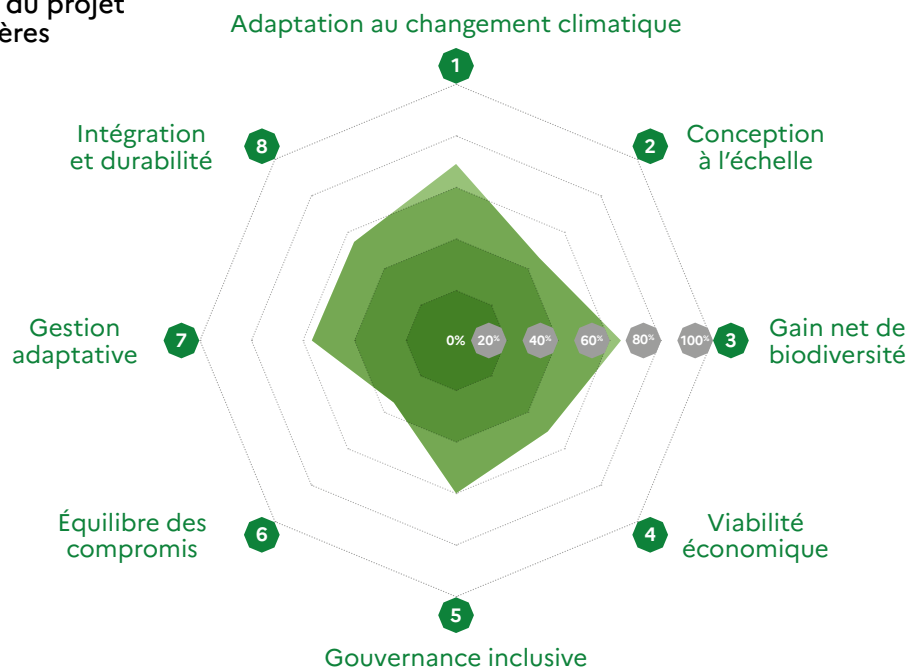 du projet
Adaptation au changement climatique
1
Intégration
et durabilité
8
2
Conception
à l'échelle
Gestion
adaptative
7
0%
20%
40%
60%
80%
100%
3
Gain net de
biodiversité
Équilibre des
compromis
6
4
Viabilité
économique
5
Gouvernance inclusive